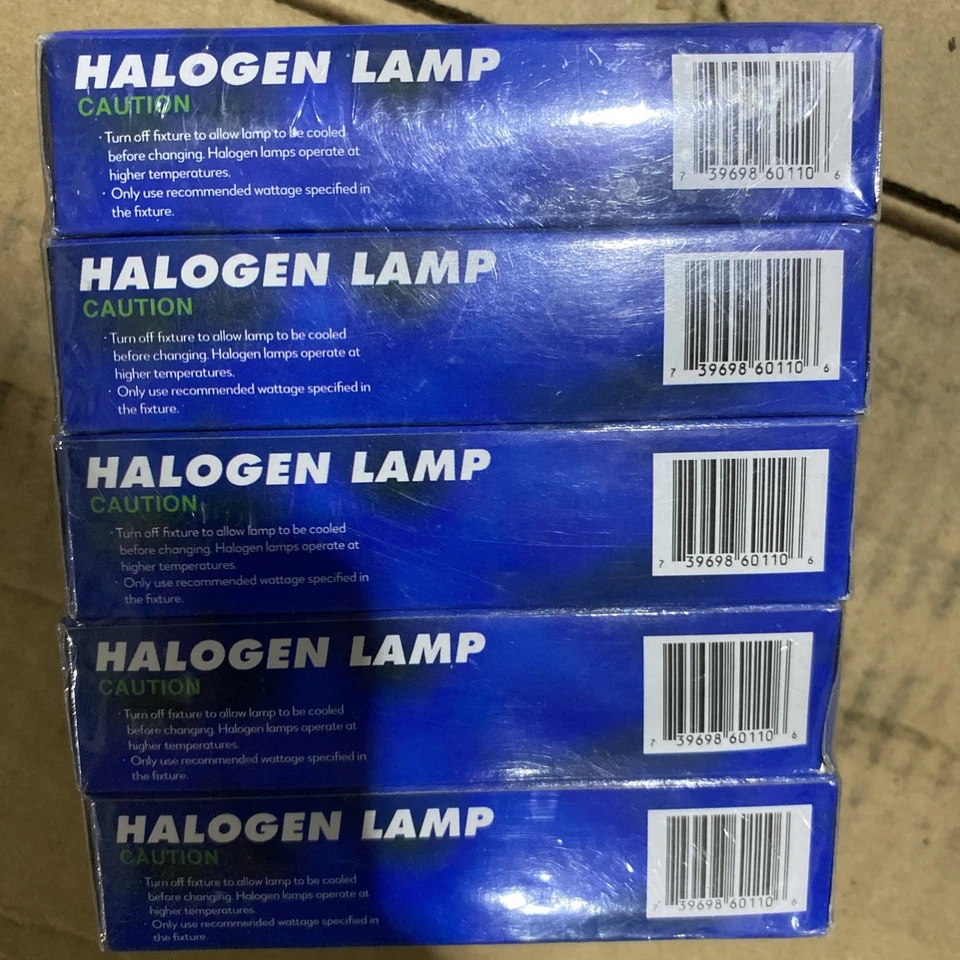 HALOGEN LAMP
CAUTION
· Turn off fixture to allow lamp to be cooled
before changing. Halogen lamps operate at
higher temperatures.
· Only use recommended wattage specified in
the fixture.
7 39698 60110 6
HALOGEN LAMP
CAUTION
· Turn off fixture to allow lamp to be cooled
before changing. Halogen lamps operate at
higher temperatures.
· Only use recommended wattage specified in
the fixture.
7 39698 60110 6
HALOGEN LAMP
CAUTION
· Turn off fixture to allow lamp to be cooled
before changing. Halogen lamps operate at
higher temperatures.
· Only use recommended wattage specified in
the fixture.
7 39698 60110 6
HALOGEN LAMP
CAUTION
· Turn off fixture to allow lamp to be cooled
before changing. Halogen lamps operate at
higher temperatures.
· Only use recommended wattage specified in
the fixture.
7 39698 60110 6
HALOGEN LAMP
CAUTION
· Turn off fixture to allow lamp to be cooled
before changing. Halogen lamps operate at
higher temperatures.
· Only use recommended wattage specified in
the fixture.
7 39698 60110 6